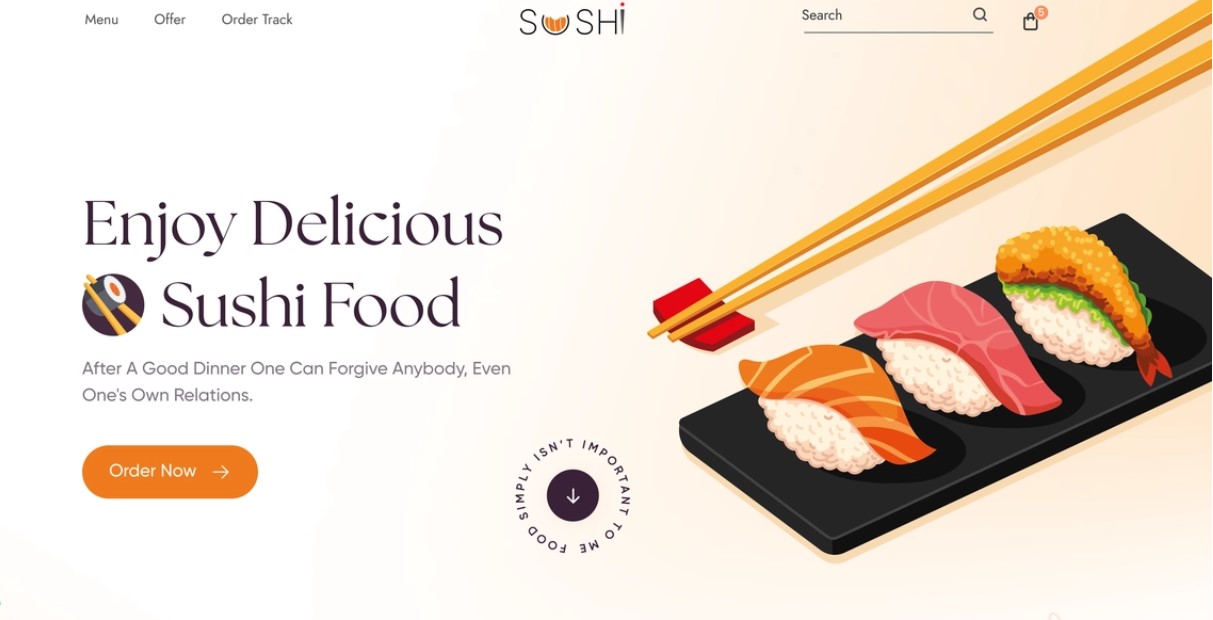 Menu Offer Order Track
SUSHi
Search
5
Enjoy Delicious
Sushi Food
After A Good Dinner One Can Forgive Anybody, Even
One's Own Relations.
Order Now
FOOD SIMPLY ISN'T IMPORTANT TO ME